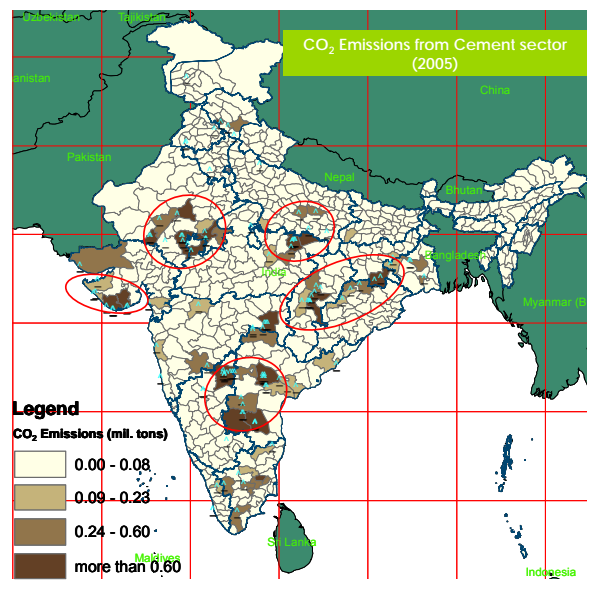 Uzbekistan
Tajikistan
CO2 Emissions from Cement sector
(2005)
anistan
China
Pakistan
Nepal
Bhutan
Bangladesh
India
Myanmar (B
Legend
CO2 Emissions (mil. tons)
0.00 - 0.08
0.09 - 0.23
0.24 - 0.60
more than 0.60
Sri Lanka
Maldives
Indonesia